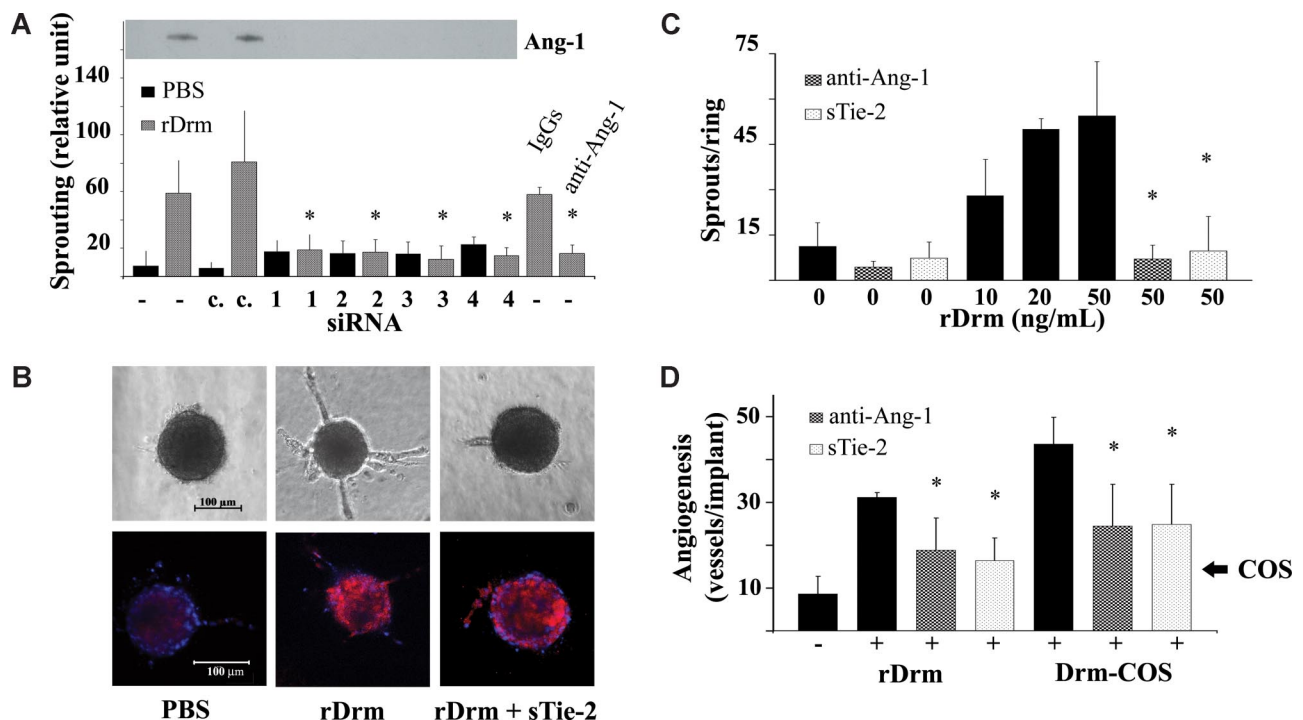 A
Ang-1
140
100
60
20
Sprouting (relative unit)
PBS
rDrm
IgGs
anti-Ang-1
* * * * *
- - c. c. 1 1 2 2 3 3 4 4 - -
siRNA
B
100 µm
100 µm
PBS rDrm rDrm + sTie-2
C
75
45
15
Sprouts/ring
anti-Ang-1
sTie-2
* *
0 0 0 10 20 50 50 50
rDrm (ng/mL)
D
50
30
10
Angiogenesis
(vessels/implant)
anti-Ang-1
sTie-2
* * * *
COS
- + + + + + +
rDrm Drm-COS